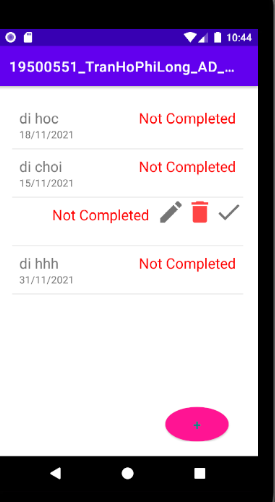 10:44
19500551_TranHoPhiLong_AD_...
di hoc Not Completed
18/11/2021
di choi Not Completed
15/11/2021
Not Completed
di hhh Not Completed
31/11/2021
+